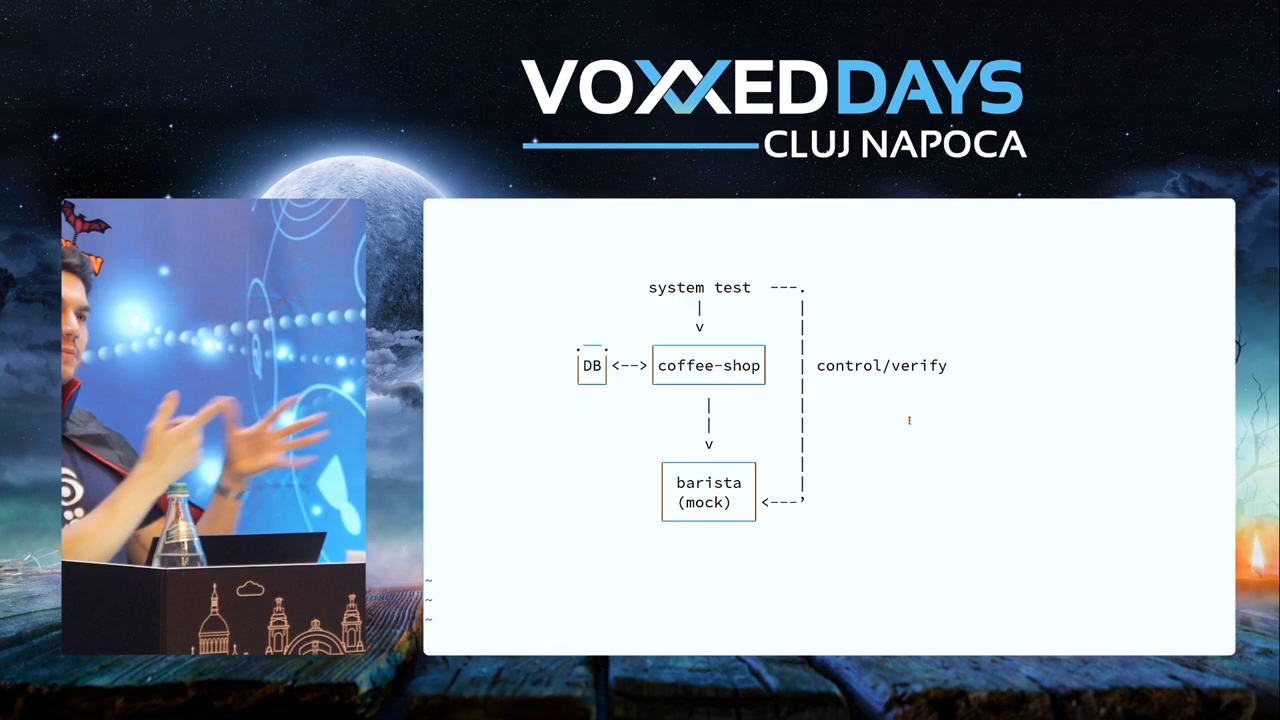 VOXXED DAYS
CLUJ NAPOCA
system test ---.
|
v
DB <--> coffee-shop
control/verify
|
|
v
barista
(mock) <---'
~
~
~